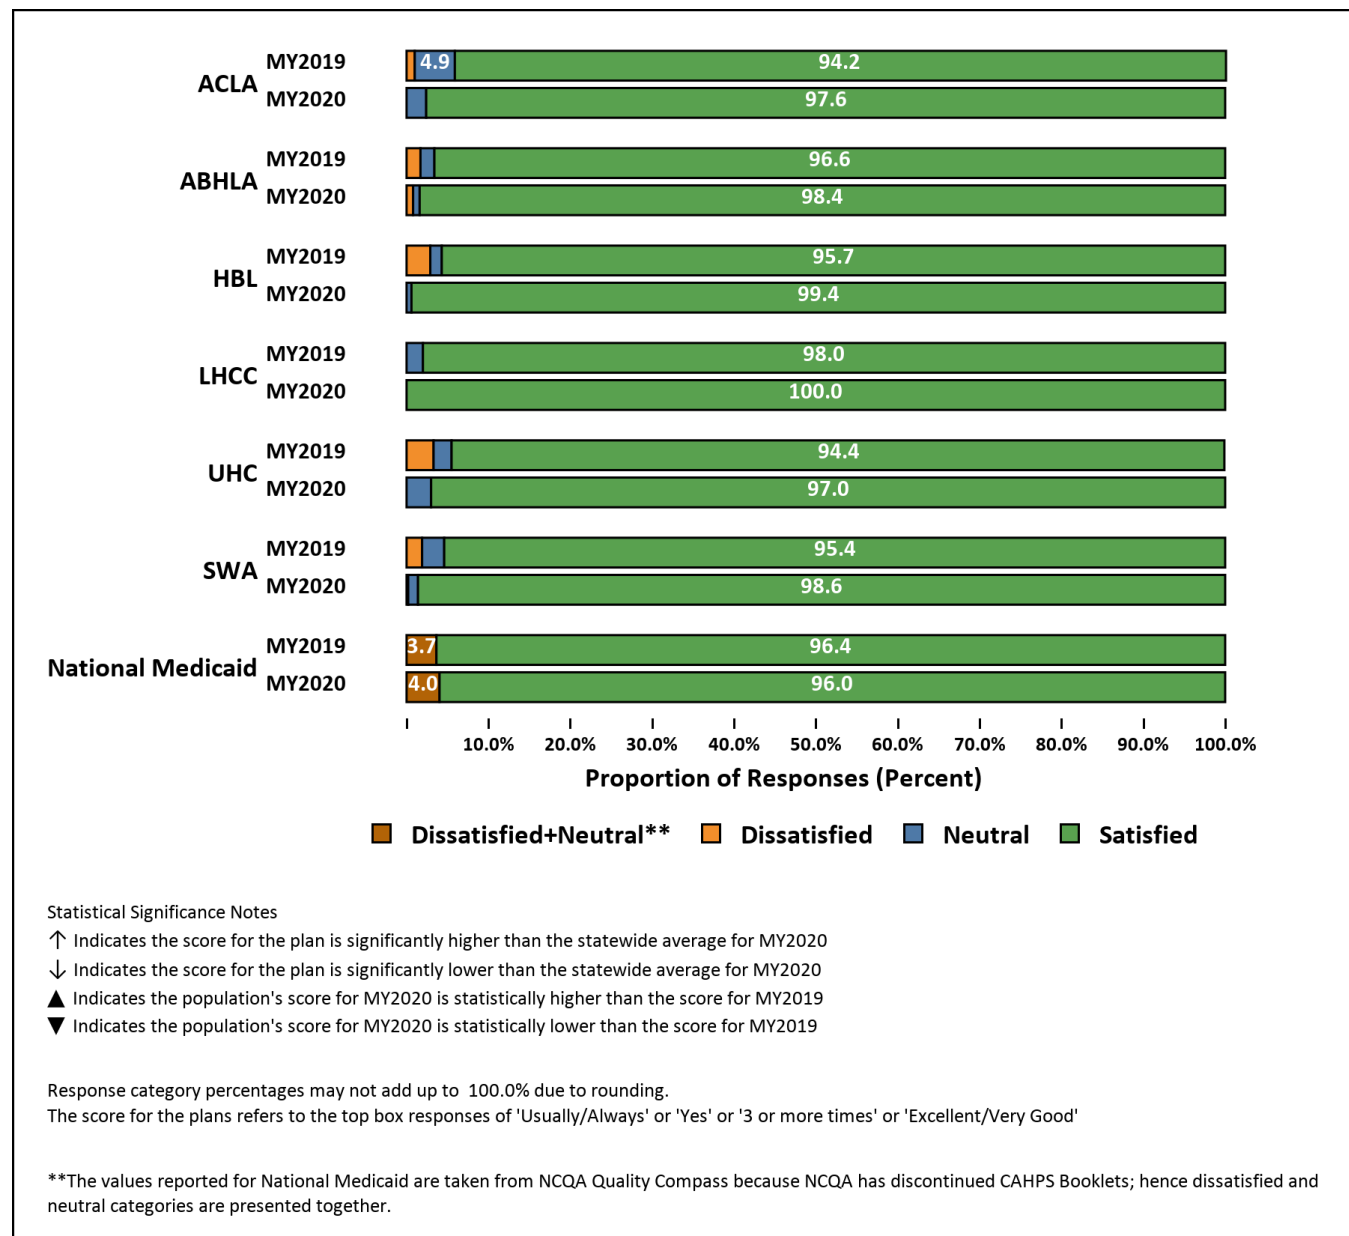 ACLA
MY2019 4.9 94.2
MY2020 97.6
ABHLA
MY2019 96.6
MY2020 98.4
HBL
MY2019 95.7
MY2020 99.4
LHCC
MY2019 98.0
MY2020 100.0
UHC
MY2019 94.4
MY2020 97.0
SWA
MY2019 95.4
MY2020 98.6
National Medicaid
MY2019 3.7 96.4
MY2020 4.0 96.0
10.0% 20.0% 30.0% 40.0% 50.0% 60.0% 70.0% 80.0% 90.0% 100.0%
Proportion of Responses (Percent)
Dissatisfied+Neutral** Dissatisfied Neutral Satisfied
Statistical Significance Notes
↑ Indicates the score for the plan is significantly higher than the statewide average for MY2020
↓ Indicates the score for the plan is significantly lower than the statewide average for MY2020
▲ Indicates the population's score for MY2020 is statistically higher than the score for MY2019
▼ Indicates the population's score for MY2020 is statistically lower than the score for MY2019
Response category percentages may not add up to 100.0% due to rounding.
The score for the plans refers to the top box responses of 'Usually/Always' or 'Yes' or '3 or more times' or 'Excellent/Very Good'
**The values reported for National Medicaid are taken from NCQA Quality Compass because NCQA has discontinued CAHPS Booklets; hence dissatisfied and
neutral categories are presented together.